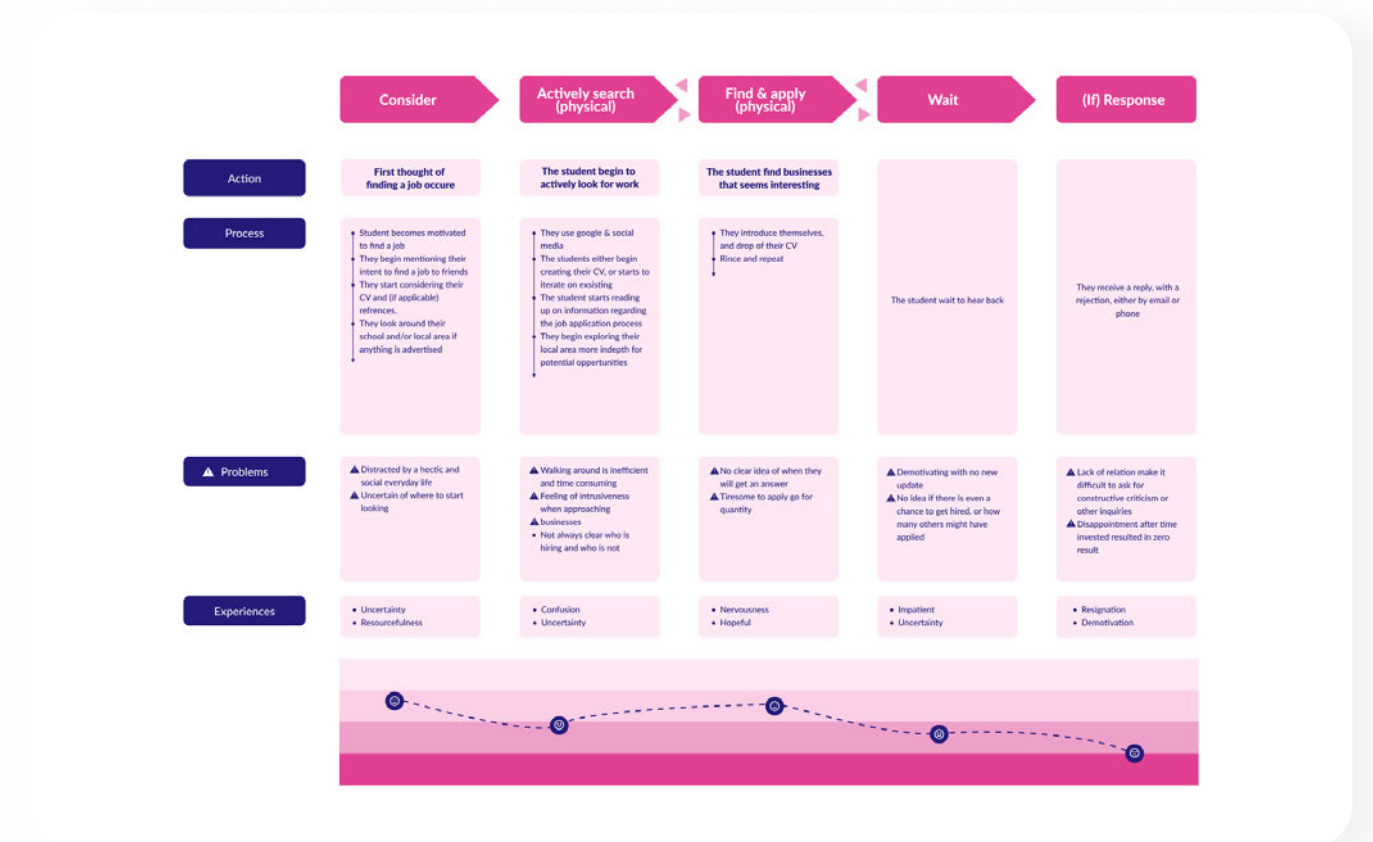 Consider
Actively search
(physical)
Find & apply
(physical)
Wait
(If) Response
Action
First thought of
finding a job occure
The student begin to
actively look for work
The student find businesses
that seems interesting
Process
Student becomes motivated
to find a job
They begin mentioning their
intent to find a job to friends
They start considering their
CV and (if applicable)
refrences.
They look around their
school and/or local area if
anything is advertised
They use google & social
media
The students either begin
creating their CV, or starts to
iterate on exsisting
The student starts reading
up on information regarding
the job application process
They begin exploring their
local area more indepth for
potential oppertunities
They introduce themselves,
and drop of their CV
Rince and repeat
The student wait to hear back
They receive a reply, with a
rejection, either by email or
phone
Problems
Distracted by a hectic and
social everyday life
Uncertain of where to start
looking
Walking around is inefficient
and time consuming
Feeling of intrusiveness
when approaching
businesses
• Not always clear who is
hiring and who is not
No clear idea of when they
will get an answer
Tiresome to apply go for
quantity
Demotivating with no new
update
No idea if there is even a
chance to get hired, or how
many others might have
applied
Lack of relation make it
difficult to ask for
constructive criticism or
other inquiries
Disappointment after time
invested resulted in zero
result
Experiences
• Uncertainty
• Resourcefulness
• Confusion
• Uncertainty
• Nervousness
• Hopeful
• Impatient
• Uncertainty
• Resignation
• Demotivation